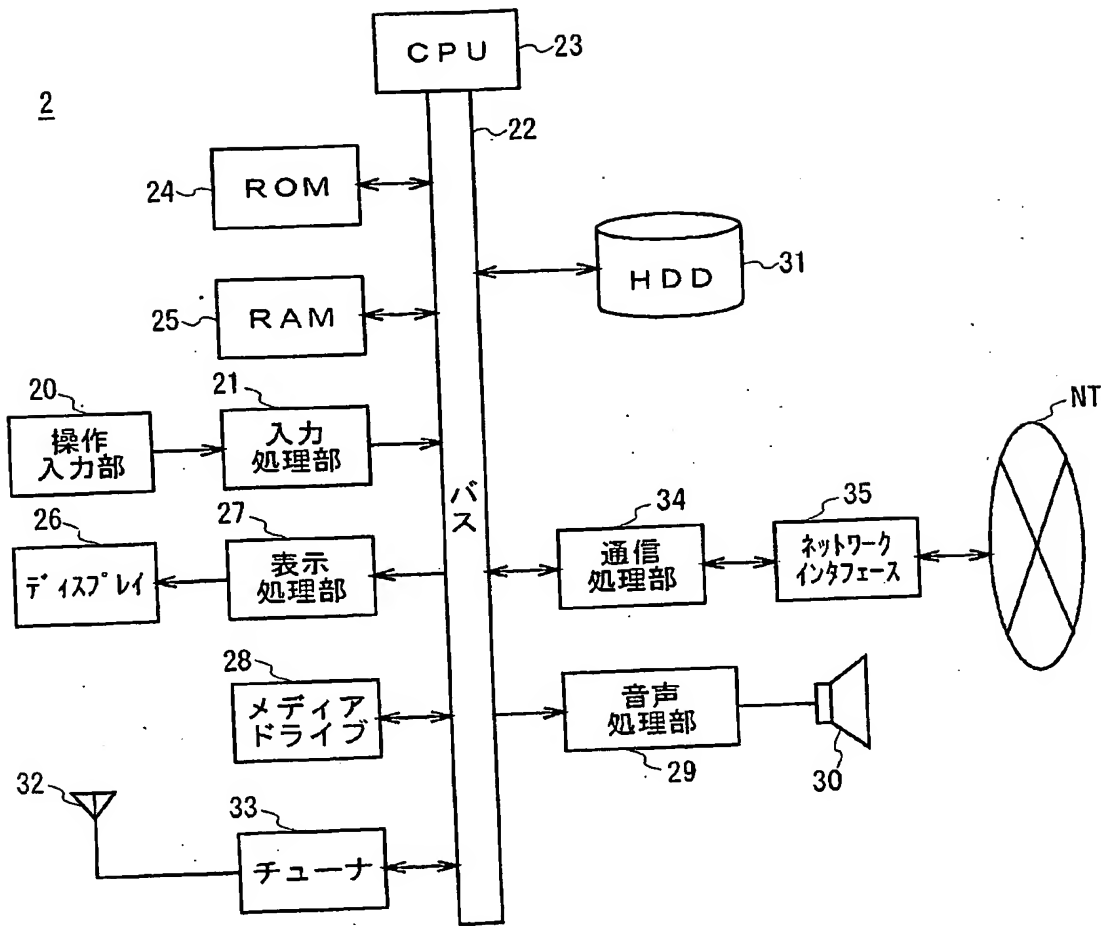 2
CPU
23
22
ROM
24
HDD
31
RAM
25
20
操作
入力部
21
入力
処理部
バス
NT
26
ディスプレイ
27
表示
処理部
34
通信
処理部
35
ネットワーク
インタフェース
28
メディア
ドライブ
音声
処理部
29
30
32
33
チューナ